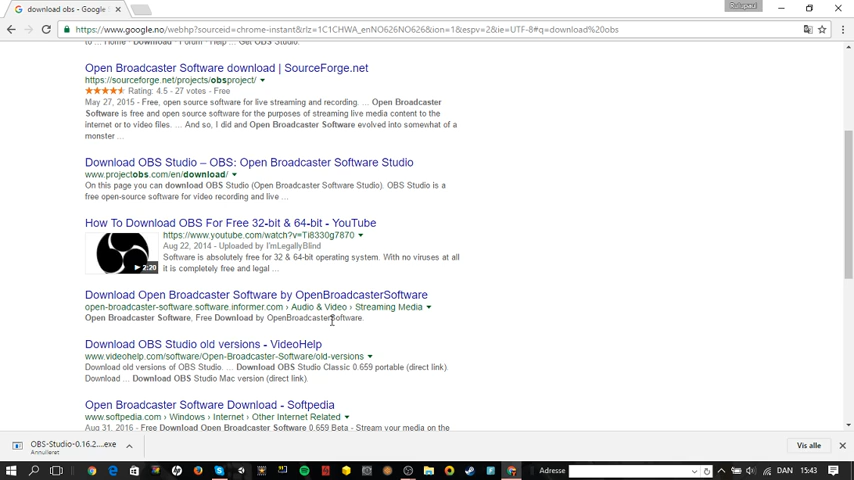 download obs - Google S
Rulispaul
https://www.google.no/webhp?sourceid=chrome-instant&rlz=1C1CHWA_enNO626NO626&ion=1&espv=2&ie=UTF-8#q=download%20obs
to ... Home · Download · Forum · Help ... Get OBS Studio.
Open Broadcaster Software download | SourceForge.net
https://sourceforge.net/projects/obsproject/
Rating: 4.5 - 27 votes - Free
May 27, 2015 - Free, open source software for live streaming and recording. ... Open Broadcaster
Software is free and open source software for the purposes of streaming live media content to the
internet or to video files. ... And so, I did and Open Broadcaster Software evolved into somewhat of a
monster ...
Download OBS Studio – OBS: Open Broadcaster Software Studio
www.projectobs.com/en/download/
On this page you can download OBS Studio (Open Broadcaster Software Studio). OBS Studio is a
free open-source software for video recording and live ...
How To Download OBS For Free 32-bit & 64-bit - YouTube
https://www.youtube.com/watch?v=Ti8330g7870
Aug 22, 2014 - Uploaded by I'mLegallyBlind
Software is absolutely free for 32 & 64-bit operating system. With no viruses at all
it is completely free and legal ...
2:20
Download Open Broadcaster Software by OpenBroadcasterSoftware
open-broadcaster-software.software.informer.com › Audio & Video › Streaming Media
Open Broadcaster Software, Free Download by OpenBroadcasterSoftware.
Download OBS Studio old versions - VideoHelp
www.videohelp.com/software/Open-Broadcaster-Software/old-versions
Download old versions of OBS Studio. ... Download OBS Studio Classic 0.659 portable (direct link).
Download ... Download OBS Studio Mac version (direct link).
Open Broadcaster Software Download - Softpedia
www.softpedia.com › Windows › Internet › Other Internet Related
Aug 31, 2016 - Free Download Open Broadcaster Software 0.659 Beta - Stream your media on the
OBS-Studio-0.16.2....exe
Annulleret
Vis alle
Adresse
DAN
15:43